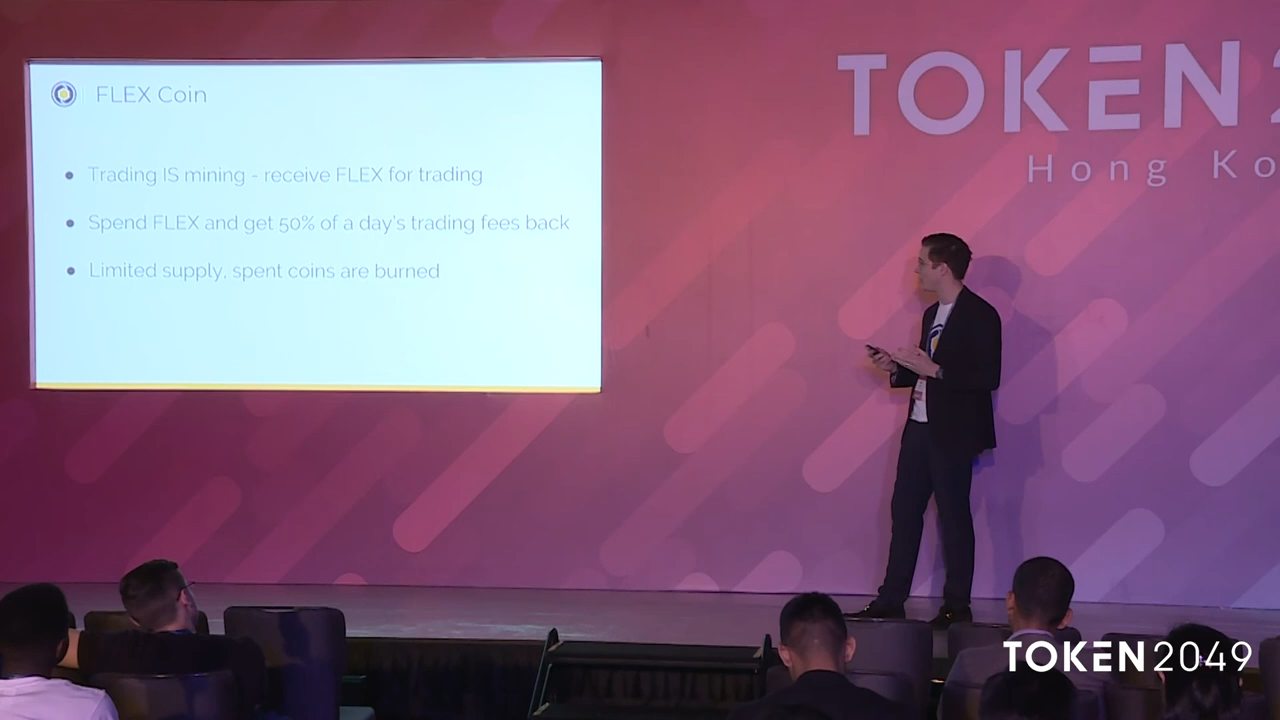 FLEX Coin
Trading IS mining - receive FLEX for trading
Spend FLEX and get 50% of a day's trading fees back
Limited supply, spent coins are burned
TOKEN2
Hong Ko
TOKEN2049